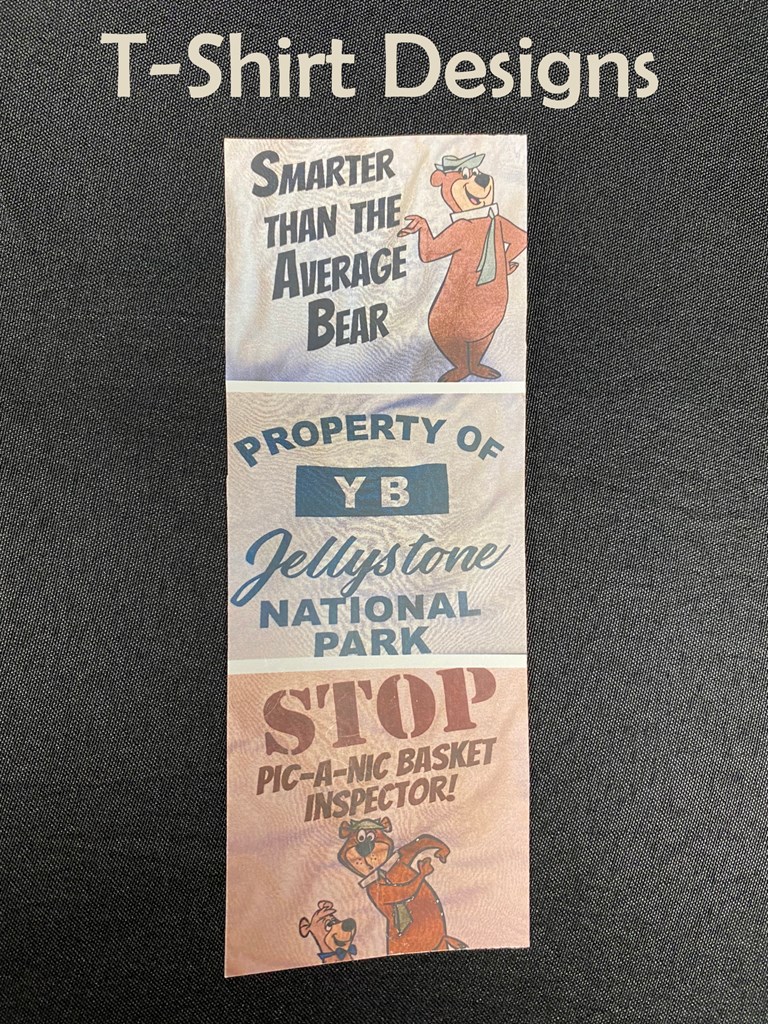 T-Shirt Designs
SMARTER
THAN THE
AVERAGE
BEAR
PROPERTY OF
YB
Jellystone
NATIONAL
PARK
STOP
PIC-A-NIC BASKET
INSPECTOR!